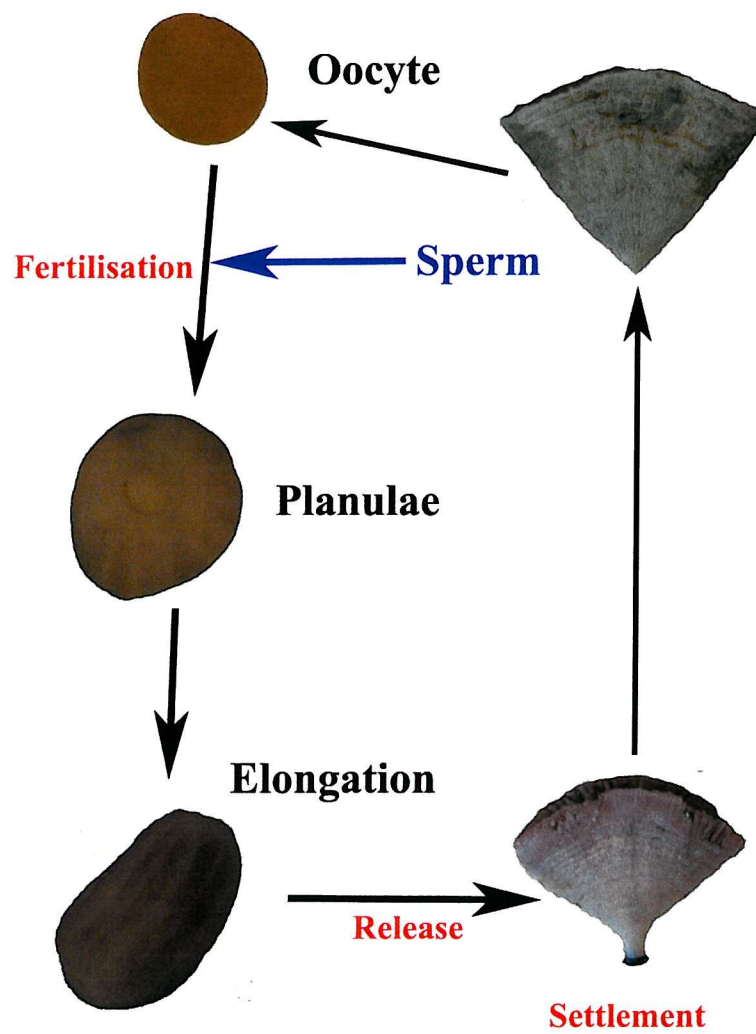 Oocyte
Fertilisation
Sperm
Planulae
Elongation
Release
Settlement